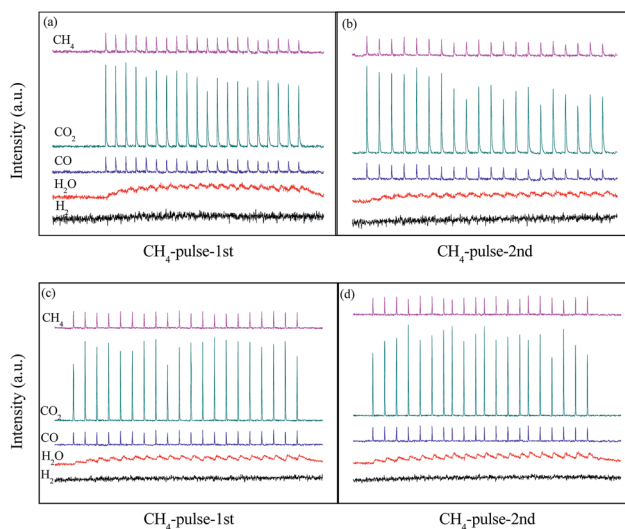 (a)
(b)
CH₄
CO₂
CO
H₂O
H₂
Intensity (a.u.)
CH₄-pulse-1st
CH₄-pulse-2nd
(c)
(d)
CH₄
CO₂
CO
H₂O
H₂
Intensity (a.u.)
CH₄-pulse-1st
CH₄-pulse-2nd